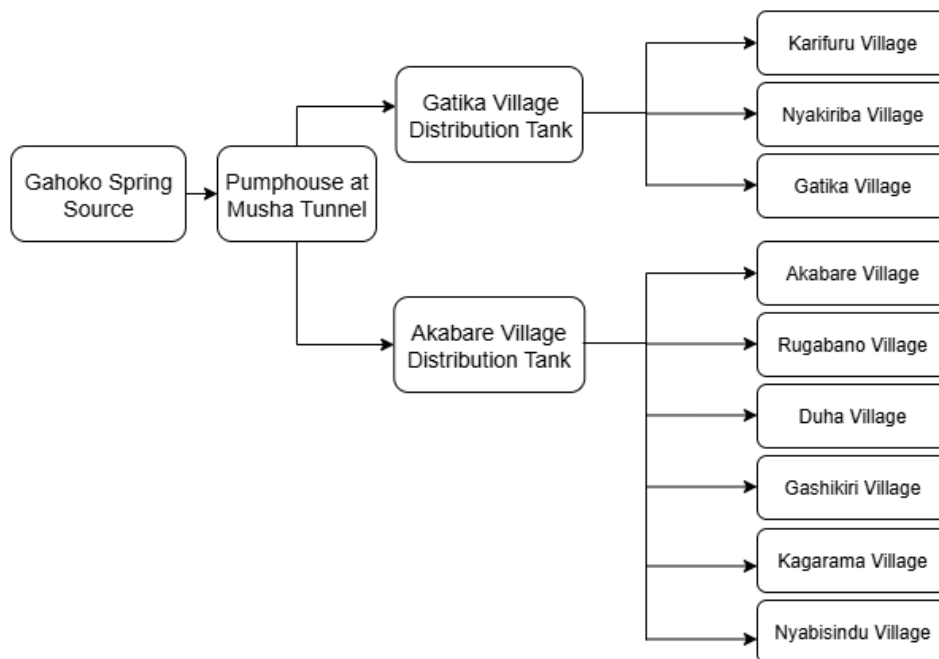 Gahoko Spring
Source
Pumphouse at
Musha Tunnel
Gatika Village
Distribution Tank
Karifuru Village
Nyakiriba Village
Gatika Village
Akabare Village
Distribution Tank
Akabare Village
Rugabano Village
Duha Village
Gashikiri Village
Kagarama Village
Nyabisindu Village